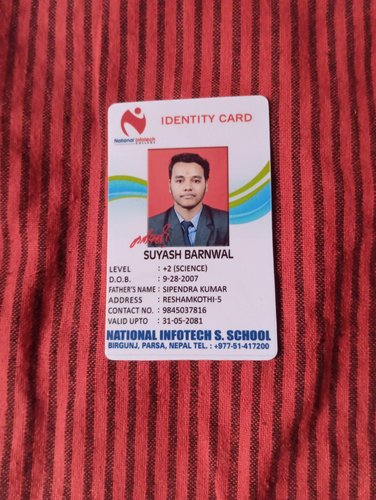 IDENTITY CARD
National Infotech
COLLEGE
SUYASH BARNWAL
LEVEL : +2 (SCIENCE)
D.O.B. : 9-28-2007
FATHER'S NAME : SIPENDRA KUMAR
ADDRESS : RESHAMKOTHI-5
CONTACT NO. : 9845037816
VALID UPTO : 31-05-2081
NATIONAL INFOTECH S. SCHOOL
BIRGUNJ, PARSA, NEPAL TEL. : +977-51-417200